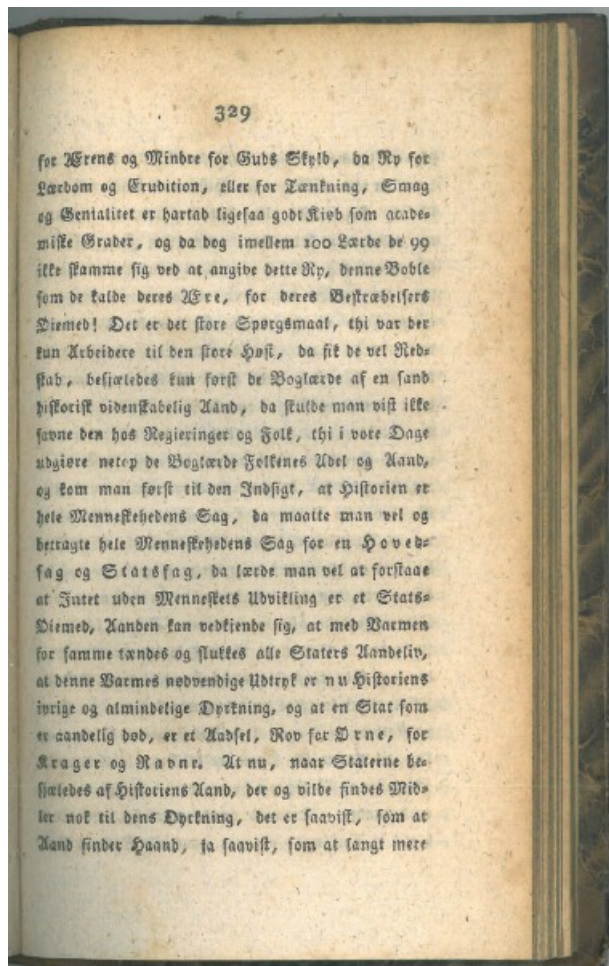 329
for Ærens og Mindre for Guds Skyld, da Ry for
Lærdom og Erudition, eller for Tænkning, Smag
og Genialitet er hartad ligesaa godt Kiøb som acade-
miske Grader, og da dog imellem 100 Lærde de 99
ikke skamme sig ved at angive dette Ry, denne Boble
som de kalde deres Ære, for deres Bestræbelsers
Øiemed! Det er det store Spørgsmaal, thi var der
kun Arbeidere til den store Høst, da fik de vel Red-
skab, besjæledes kun først de Boglærde af en sand
historisk videnskabelig Aand, da skulde man vist ikke
savne den hos Regieringer og Folk, thi i vore Dage
udgiøre netop de Boglærde Folkenes Adel og Aand,
og kom man først til den Indsigt, at Historien er
hele Menneskehedens Sag, da maatte man vel og
betragte hele Menneskehedens Sag for en Hoved-
sag og Statssag, da lærde man vel at forstaae
at Intet uden Menneskets Udvikling er et Stats-
Øiemed, Aanden kan vedkjende sig, at med Varmen
for samme tændes og slukkes alle Staters Aandeliv,
at denne Varmes nødvendige Udtryk er nu Historiens
ivrige og almindelige Dyrkning, og at en Stat som
er aandelig død, er et Aadsel, Rov for Ørne, for
Krager og Ravne. At nu, naar Staterne be-
sjæledes af Historiens Aand, der og vilde findes Mid-
ler nok til dens Dyrkning, det er saavist, som at
Aand finder Haand, ja saavist, som at langt mere